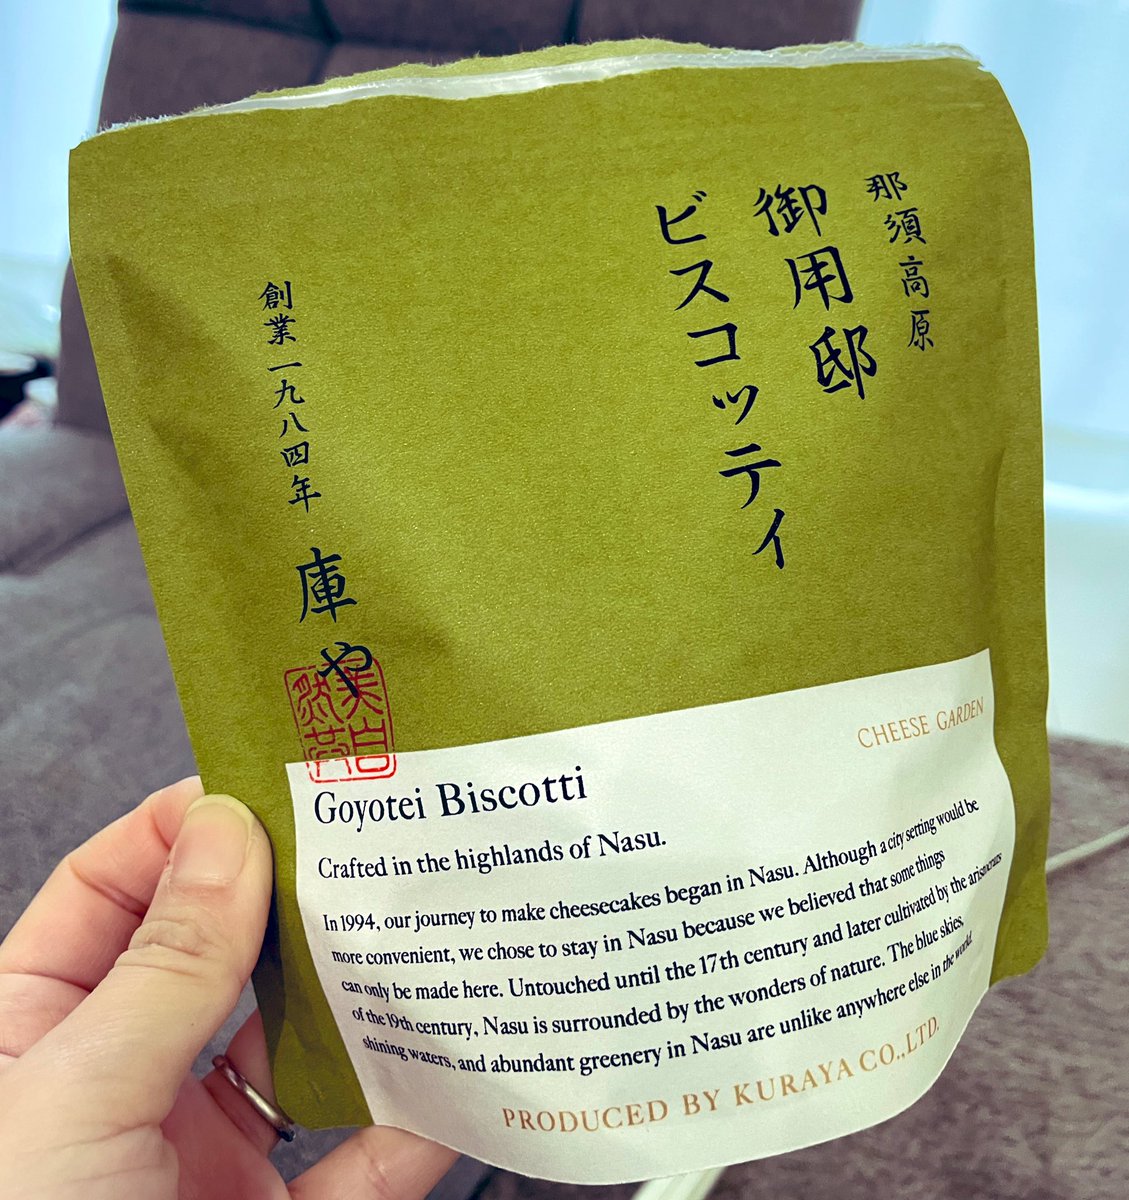 那須高原
御用邸
ビスコッティ
創業一九八四年
庫や
CHEESE GARDEN
Goyotei Biscotti
Crafted in the highlands of Nasu.
In 1994, our journey to make cheesecakes began in Nasu. Although a city setting would be
more convenient, we chose to stay in Nasu because we believed that some things
can only be made here. Untouched until the 17th century and later cultivated by the aristocrats
of the 19th century, Nasu is surrounded by the wonders of nature. The blue skies,
shining waters, and abundant greenery in Nasu are unlike anywhere else in the world.
PRODUCED BY KURAYA CO.,LTD.